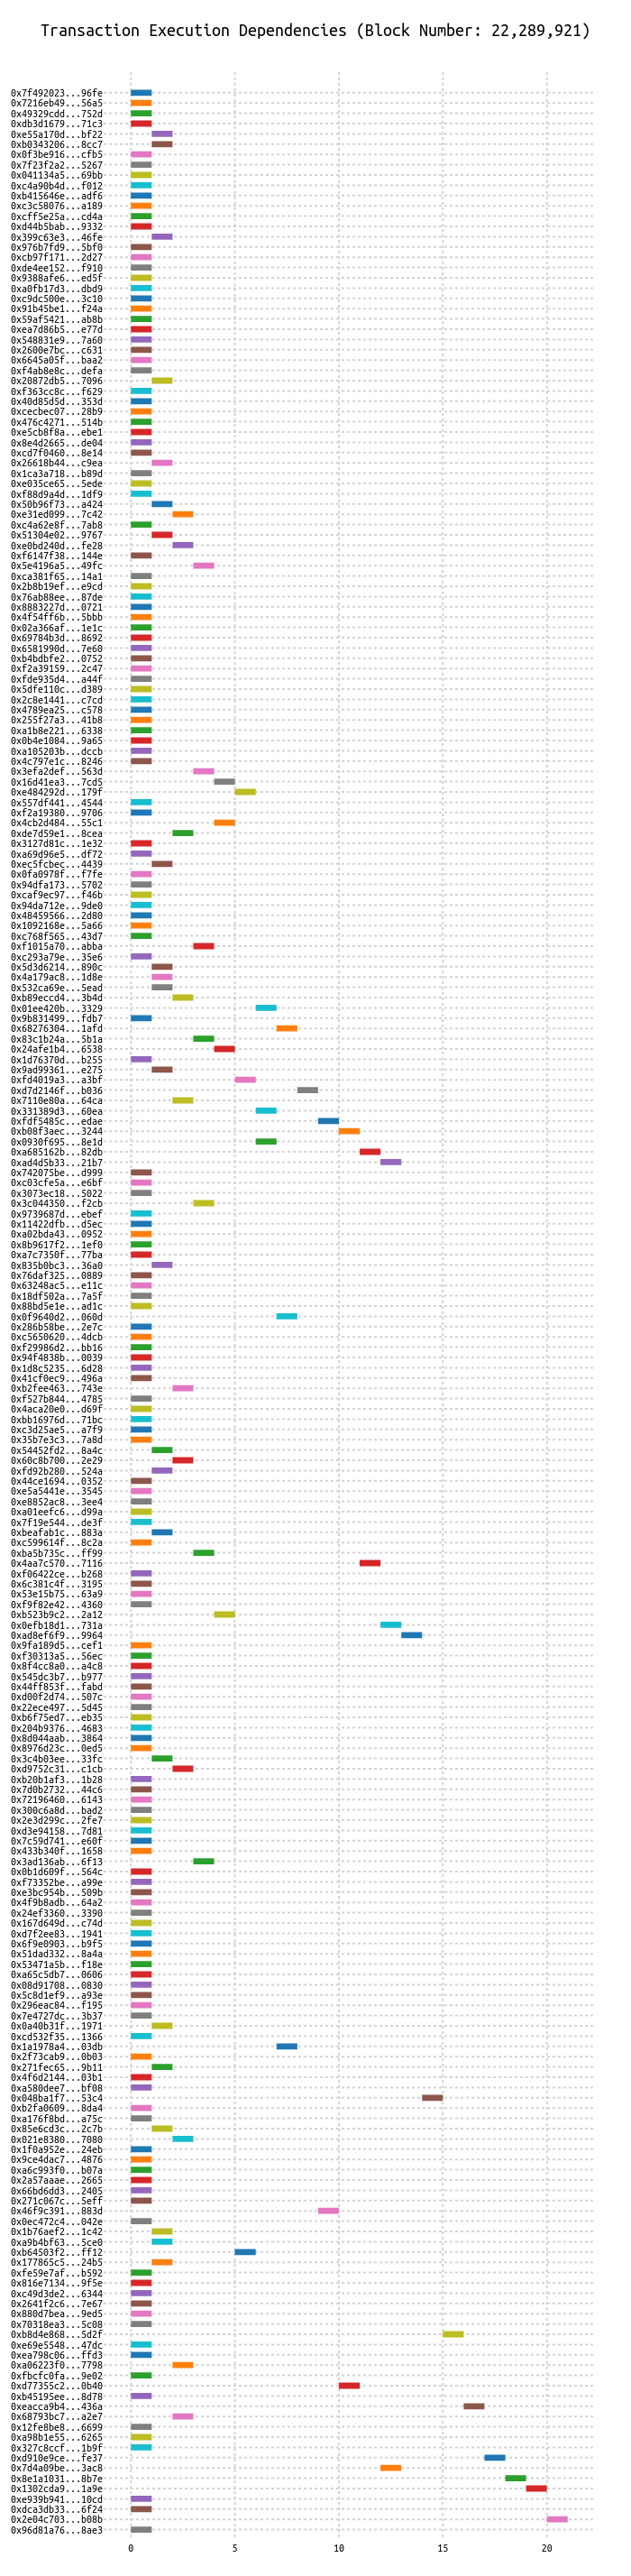 Transaction Execution Dependencies (Block Number: 22,289,921)
0x7f492023...96fe
0x7216eb49...56a5
0x49329cdd...752d
0xdb3d1679...71c3
0xe55a170d...bf22
0xb0343206...8cc7
0x0f3be916...cfb5
0x7f23f2a2...5267
0x041134a5...69bb
0xc4a90b4d...f012
0xb415646e...adf6
0xc3c58076...a189
0xcff5e25a...cd4a
0xd44b5bab...9332
0x399c63e3...46fe
0x976b7fd9...5bf0
0xcb97f171...2d27
0xde4ee152...f910
0x9388afe6...ed5f
0xa0fb17d3...dbd9
0xc9dc500e...3c10
0x91b45be1...f24a
0x59af5421...ab8b
0xea7d86b5...e77d
0x548831e9...7a60
0x2600e7bc...c631
0x6645a05f...baa2
0xf4ab8e8c...defa
0x20872db5...7096
0xf363cc8c...f629
0x40d85d5d...353d
0xcecbec07...28b9
0x476c4271...514b
0xe5cb8f8a...ebe1
0x8e4d2665...de04
0xcd7f0460...8e14
0x26618b44...c9ea
0x1ca3a718...b89d
0xe035ce65...5ede
0xf88d9a4d...1df9
0x50b96f73...a424
0xe31ed099...7c42
0xc4a62e8f...7ab8
0x51304e02...9767
0xe0bd240d...fe28
0xf6147f38...144e
0x5e4196a5...49fc
0xca381f65...14a1
0x2b8b19ef...e9cd
0x76ab88ee...87de
0x8883227d...0721
0x4f54ff6b...5bbb
0x02a366af...1e1c
0x69784b3d...8692
0x6581990d...7e60
0xb4bdbfe2...0752
0xf2a39159...2c47
0xfde935d4...a44f
0x5dfe110c...d389
0x2c8e1441...c7cd
0x4789ea25...c578
0x255f27a3...41b8
0xa1b8e221...6338
0x0b4e1084...9a65
0xa105203b...dccb
0x4c797e1c...8246
0x3efa2def...563d
0x16d41ea3...7cd5
0xe484292d...179f
0x557df441...4544
0xf2a19380...9706
0x4cb2d484...55c1
0xde7d59e1...8cea
0x3127d81c...1e32
0xa69d96e5...df72
0xec5fcbec...4439
0x0fa0978f...f7fe
0x94dfa173...5702
0xcaf9ec97...f46b
0x94da712e...9de0
0x48459566...2d80
0x1092168e...5a66
0xc768f565...43d7
0xf1015a70...abba
0xc293a79e...35e6
0x5d3d6214...890c
0x4a179ac8...1d8e
0x532ca69e...5ead
0xb89eccd4...3b4d
0x01ee420b...3329
0x9b831499...fdb7
0x68276304...1afd
0x83c1b24a...5b1a
0x24afe1b4...6538
0x1d76370d...b255
0x9ad99361...e275
0xfd4019a3...a3bf
0xd7d2146f...b036
0x7110e80a...64ca
0x331389d3...60ea
0xfdf5485c...edae
0xb08f3aec...3244
0x0930f695...8e1d
0xa685162b...82db
0xad4d5b33...21b7
0x742075be...d999
0xc03cfe5a...e6bf
0x3073ec18...5022
0x3c044350...f2cb
0x9739687d...ebef
0x11422dfb...d5ec
0xa02bda43...0952
0x8b9617f2...1ef0
0xa7c7350f...77ba
0x835b0bc3...36a0
0x76daf325...0889
0x63248ac5...e11c
0x18df502a...7a5f
0x88bd5e1e...ad1c
0x0f9640d2...060d
0x286b58be...2e7c
0xc5650620...4dcb
0xf29986d2...bb16
0x94f4838b...0039
0x1d8c5235...6d28
0x41cf0ec9...496a
0xb2fee463...743e
0xf527b844...4785
0x4aca20e0...d69f
0xbb16976d...71bc
0xc3d25ae5...a7f9
0x35b7e3c3...7a8d
0x54452fd2...8a4c
0x60c8b700...2e29
0xfd92b280...524a
0x44ce1694...0352
0xe5a5441e...3545
0xe8852ac8...3ee4
0xa01eefc6...d99a
0x7f19e544...de3f
0xbeafab1c...883a
0xc599614f...8c2a
0xba5b735c...ff99
0x4aa7c570...7116
0xf06422ce...b268
0x6c381c4f...3195
0x53e15b75...63a9
0xf9f82e42...4360
0xb523b9c2...2a12
0x0efb18d1...731a
0xad8ef6f9...9964
0x9fa189d5...cef1
0xf30313a5...56ec
0x8f4cc8a0...a4c8
0x545dc3b7...b977
0x44ff853f...fabd
0xd00f2d74...507c
0x22ece497...5d45
0xb6f75ed7...eb35
0x204b9376...4683
0x8d044aab...3864
0x8976d23c...0ed5
0x3c4b03ee...33fc
0xd9752c31...c1cb
0xb20b1af3...1b28
0x7d0b2732...44c6
0x72196460...6143
0x300c6a8d...bad2
0x2e3d299c...2fe7
0xd3e94158...7d81
0x7c59d741...e60f
0x433b340f...1658
0x3ad136ab...6f13
0x0b1d609f...564c
0xf73352be...a99e
0xe3bc954b...509b
0x4f9b8adb...64a2
0x24ef3360...3390
0x167d649d...c74d
0xd7f2ee83...1941
0x6f9e0903...b9f5
0x51dad332...8a4a
0x53471a5b...f18e
0xa65c5db7...0606
0x08d91708...0830
0x5c8d1ef9...a93e
0x296eac84...f195
0x7e4727dc...3b37
0x0a40b31f...1971
0xcd532f35...1366
0x1a1978a4...03db
0x2f73cab9...0b03
0x271fec65...9b11
0x4f6d2144...03b1
0xa580dee7...bf08
0x048ba1f7...53c4
0xb2fa0609...8da4
0xa176f8bd...a75c
0x85e6cd3c...2c7b
0x021e8380...7080
0x1f0a952e...24eb
0x9ce4dac7...4876
0xa6c993f0...b07a
0x2a57aaae...2665
0x66bd6dd3...2405
0x271c067c...5eff
0x46f9c391...883d
0x0ec472c4...042e
0x1b76aef2...1c42
0xa9b4bf63...5ce0
0xb64503f2...ff12
0x177865c5...24b5
0xfe59e7af...b592
0x816e7134...9f5e
0xc49d3de2...6344
0x2641f2c6...7e67
0x880d7bea...9ed5
0x70318ea3...5c08
0xb8d4e868...5d2f
0xe69e5548...47dc
0xea798c06...ffd3
0xa06223f0...7798
0xfbcfc0fa...9e02
0xd77355c2...0b40
0xb45195ee...8d78
0xeacca9b4...436a
0x68793bc7...a2e7
0x12fe8be8...6699
0xa98b1e55...6265
0x327c8ccf...1b9f
0xd910e9ce...fe37
0x7d4a09be...3ac8
0x8e1a1031...8b7e
0x1302cda9...1a9e
0xe939b941...10cd
0xdca3db33...6f24
0x2e04c703...b08b
0x96d81a76...8ae3
0 5 10 15 20